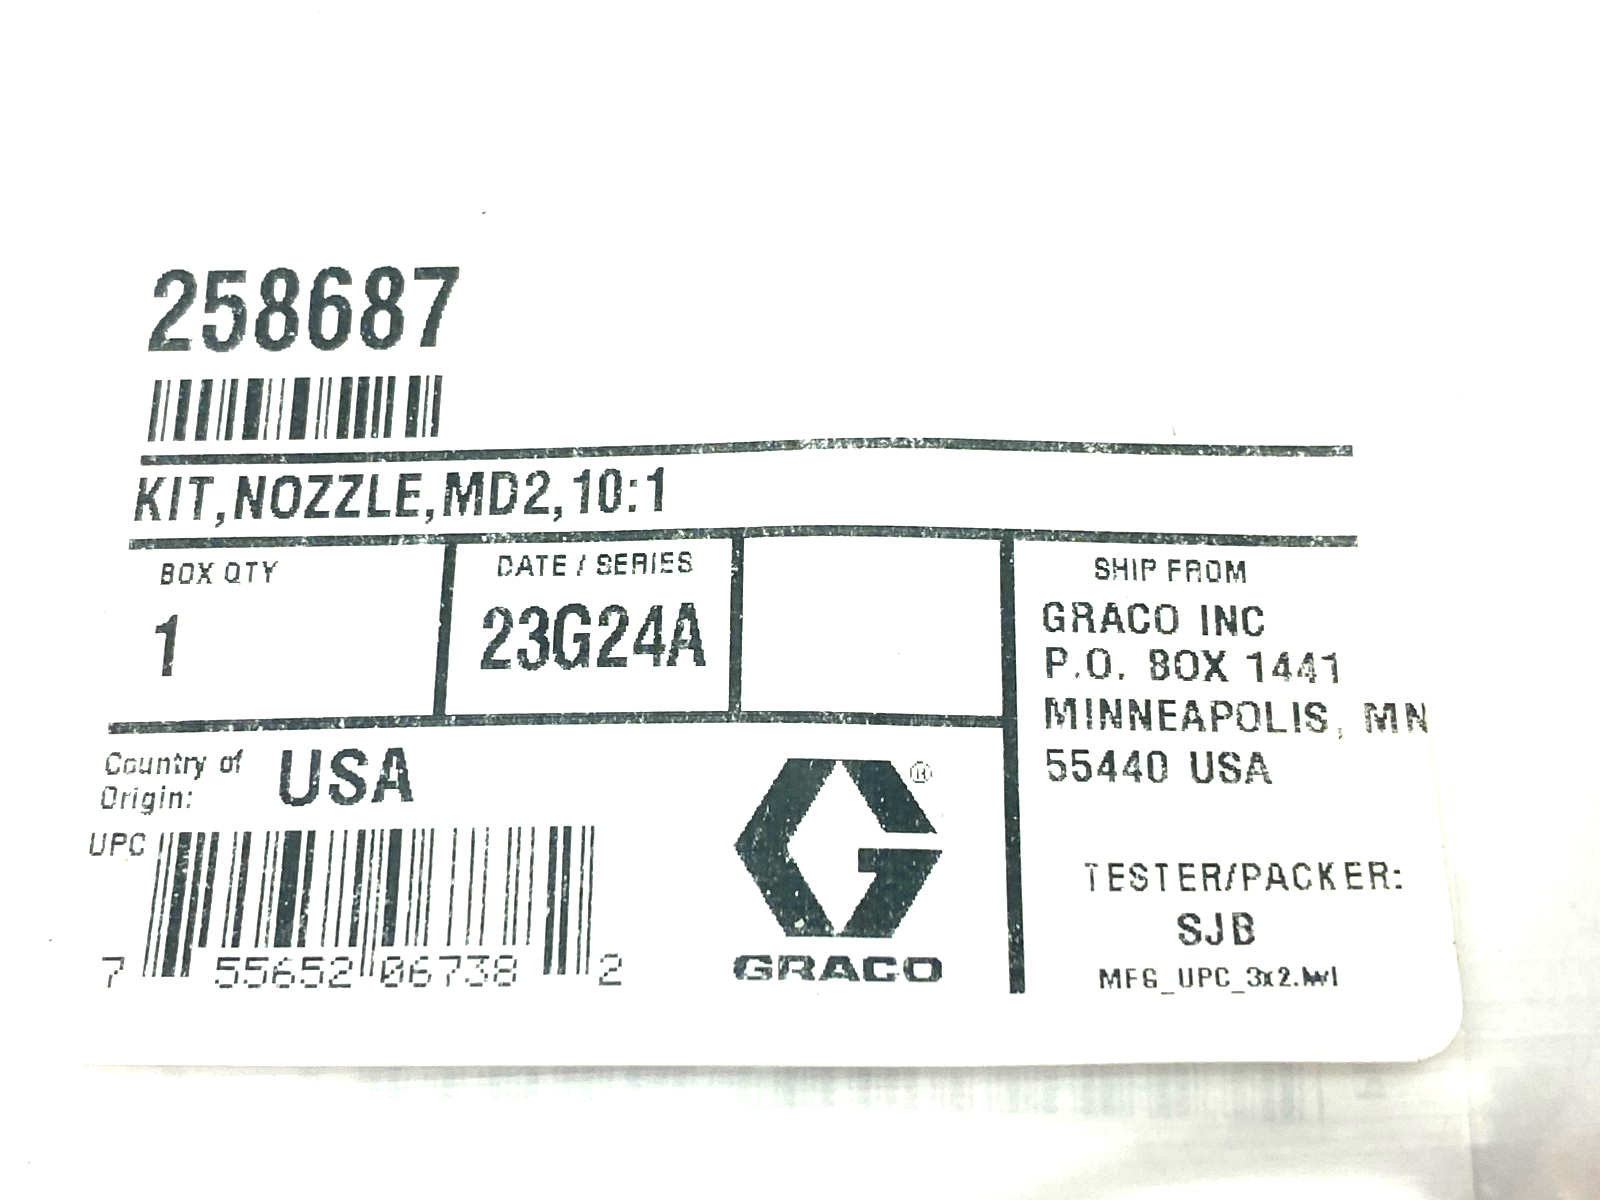 258687
KIT,NOZZLE,MD2,10:1
BOX QTY
1
DATE / SERIES
23G24A
SHIP FROM
GRACO INC
P.O. BOX 1441
MINNEAPOLIS, MN
55440 USA
Country of
Origin:
USA
UPC
7 55652 06738 2
®
GRACO
TESTER/PACKER:
SJB
MFG_UPC_3x2.lwl